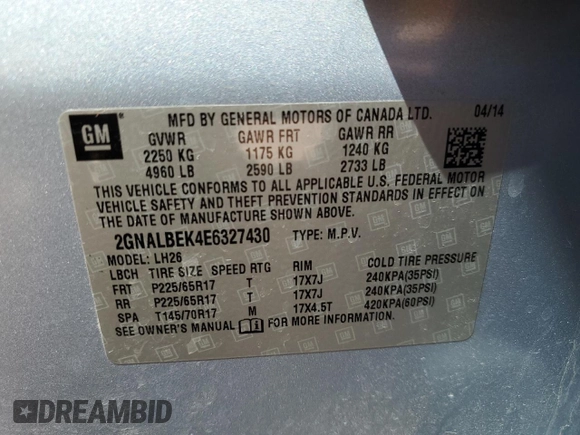 GM
MFD BY GENERAL MOTORS OF CANADA LTD. 04/14
GVWR GAWR FRT GAWR RR
2250 KG 1175 KG 1240 KG
4960 LB 2590 LB 2733 LB
THIS VEHICLE CONFORMS TO ALL APPLICABLE U.S. FEDERAL MOTOR
VEHICLE SAFETY AND THEFT PREVENTION STANDARDS IN EFFECT ON
THE DATE OF MANUFACTURE SHOWN ABOVE.
2GNALBEK4E6327430 TYPE: M.P.V.
MODEL: LH26
LBCH TIRE SIZE SPEED RTG RIM COLD TIRE PRESSURE
FRT P225/65R17 T 17X7J 240KPA(35PSI)
RR P225/65R17 T 17X7J 240KPA(35PSI)
SPA T145/70R17 M 17X4.5T 420KPA(60PSI)
SEE OWNER'S MANUAL FOR MORE INFORMATION.
DREAMBID